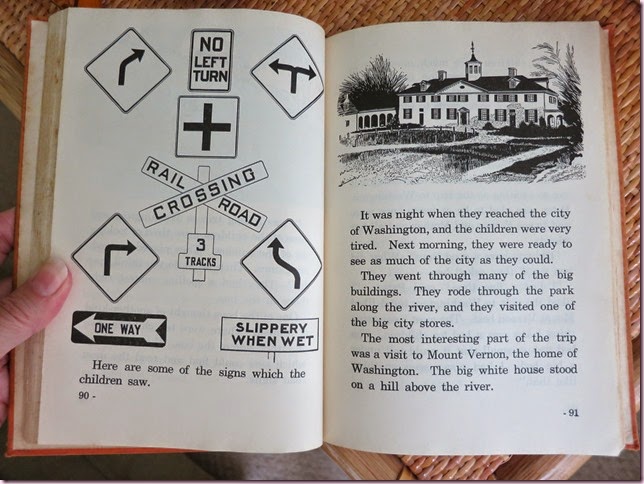 NO
LEFT
TURN
RAIL
CROSSING
ROAD
3
TRACKS
ONE WAY
SLIPPERY
WHEN WET
Here are some of the signs which the
children saw.
90 -
It was night when they reached the city
of Washington, and the children were very
tired. Next morning, they were ready to
see as much of the city as they could.
They went through many of the big
buildings. They rode through the park
along the river, and they visited one of
the big city stores.
The most interesting part of the trip
was a visit to Mount Vernon, the home of
Washington. The big white house stood
on a hill above the river.
- 91